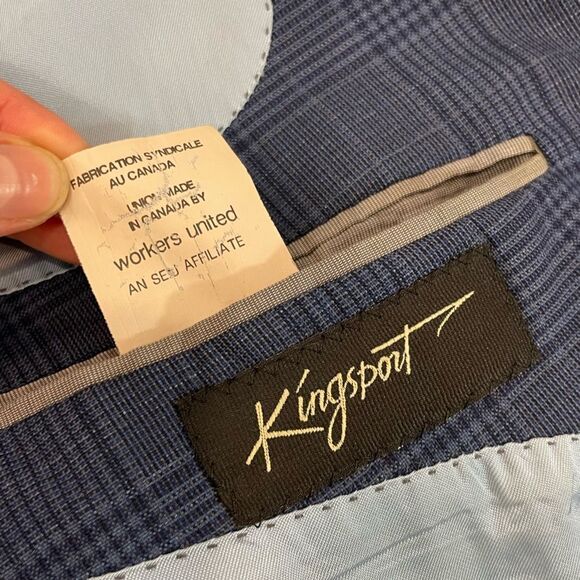 FABRICATION SYNDICALE
AU CANADA
UNION MADE
IN CANADA BY
workers united
AN SEIU AFFILIATE
Kingsport